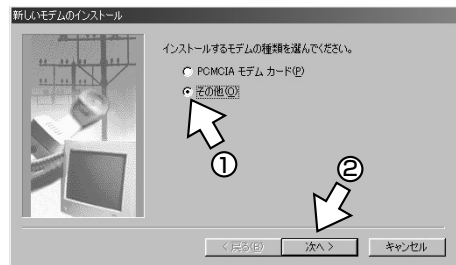 新しいモデムのインストール
インストールするモデムの種類を選んでください。
PCMCIA モデム カード(P)
その他(O)
①
②
< 戻る(B)
次へ >
キャンセル